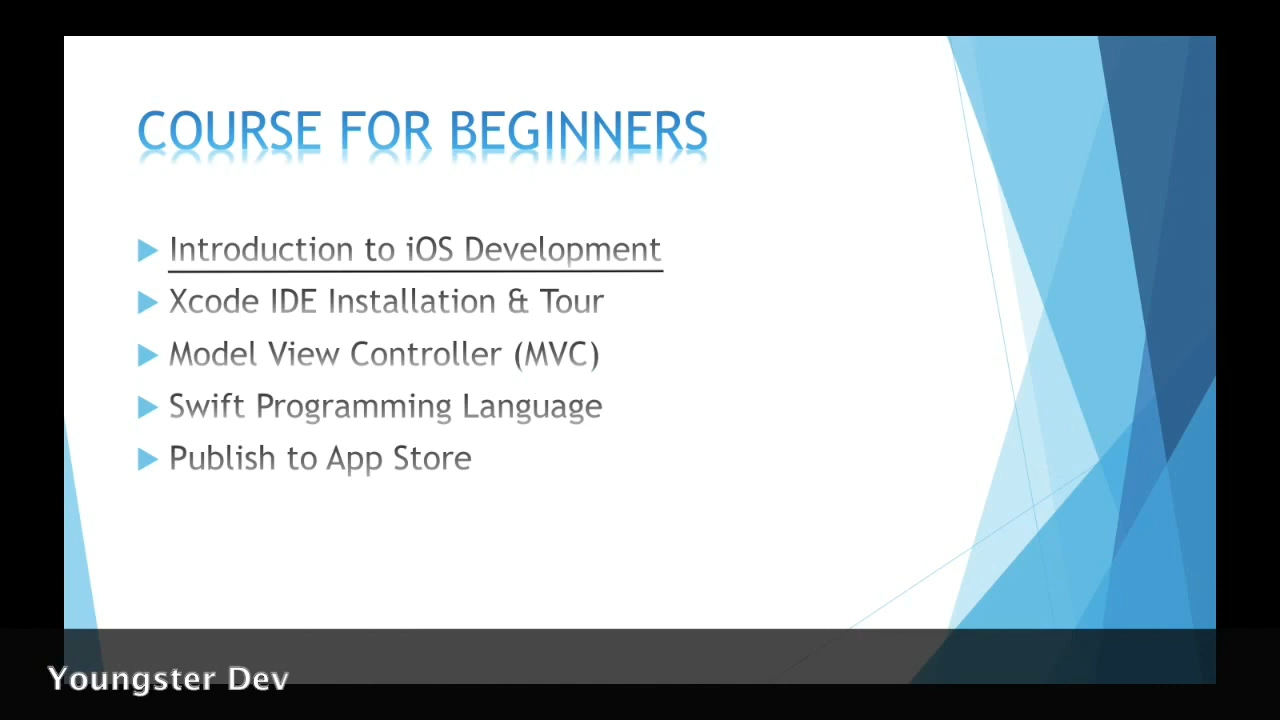 COURSE FOR BEGINNERS
Introduction to iOS Development
Xcode IDE Installation & Tour
Model View Controller (MVC)
Swift Programming Language
Publish to App Store
Youngster Dev